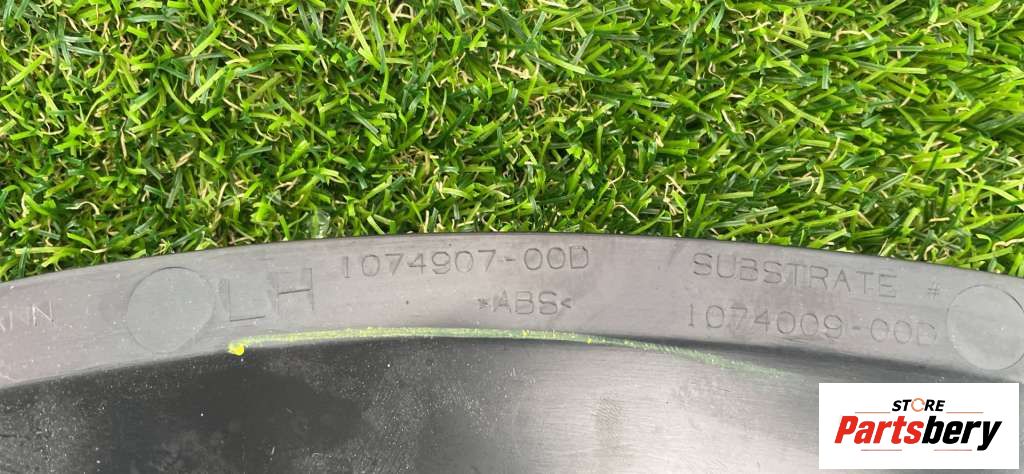 LH
1074907-00D
>ABS<
SUBSTRATE #
1074009-00D
STORE
Partsbery